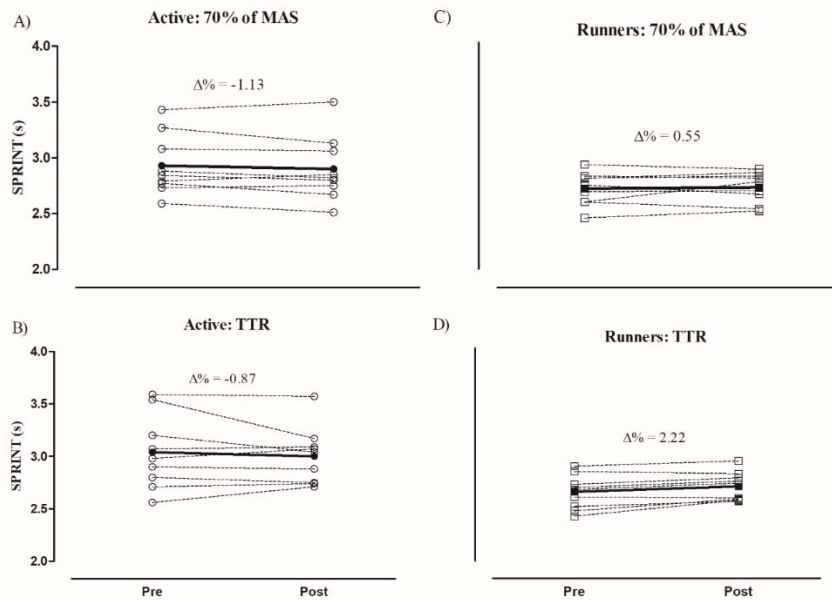 A)
Active: 70% of MAS
Δ% = -1.13
SPRINT (s)
4.0
3.5
3.0
2.5
2.0
C)
Runners: 70% of MAS
Δ% = 0.55
B)
Active: TTR
Δ% = -0.87
SPRINT (s)
4.0
3.5
3.0
2.5
2.0
Pre
Post
D)
Runners: TTR
Δ% = 2.22
Pre
Post